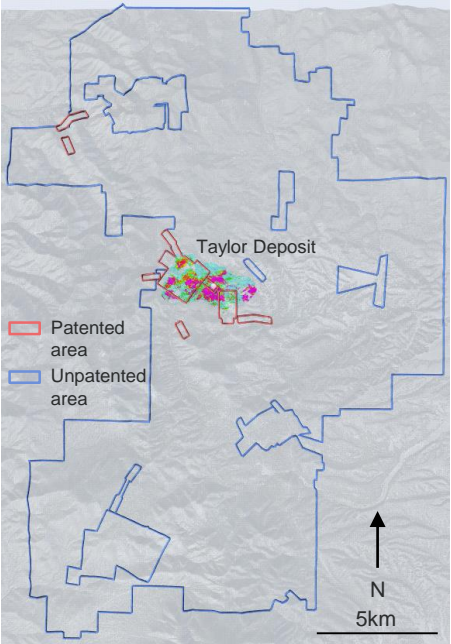 Taylor Deposit
Patented
area
Unpatented
area
N
5km